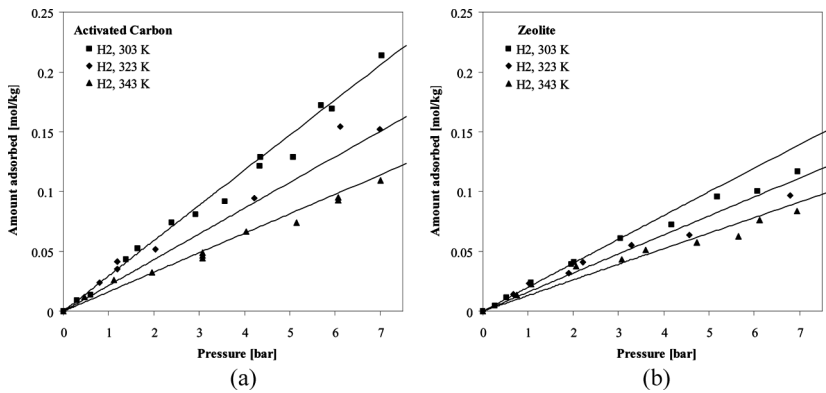 Activated Carbon
H2, 303 K
H2, 323 K
H2, 343 K
Amount adsorbed [mol/kg]
0.25
0.2
0.15
0.1
0.05
0
0 1 2 3 4 5 6 7
Pressure [bar]
(a)
Zeolite
H2, 303 K
H2, 323 K
H2, 343 K
Amount adsorbed [mol/kg]
0.25
0.2
0.15
0.1
0.05
0
0 1 2 3 4 5 6 7
Pressure [bar]
(b)